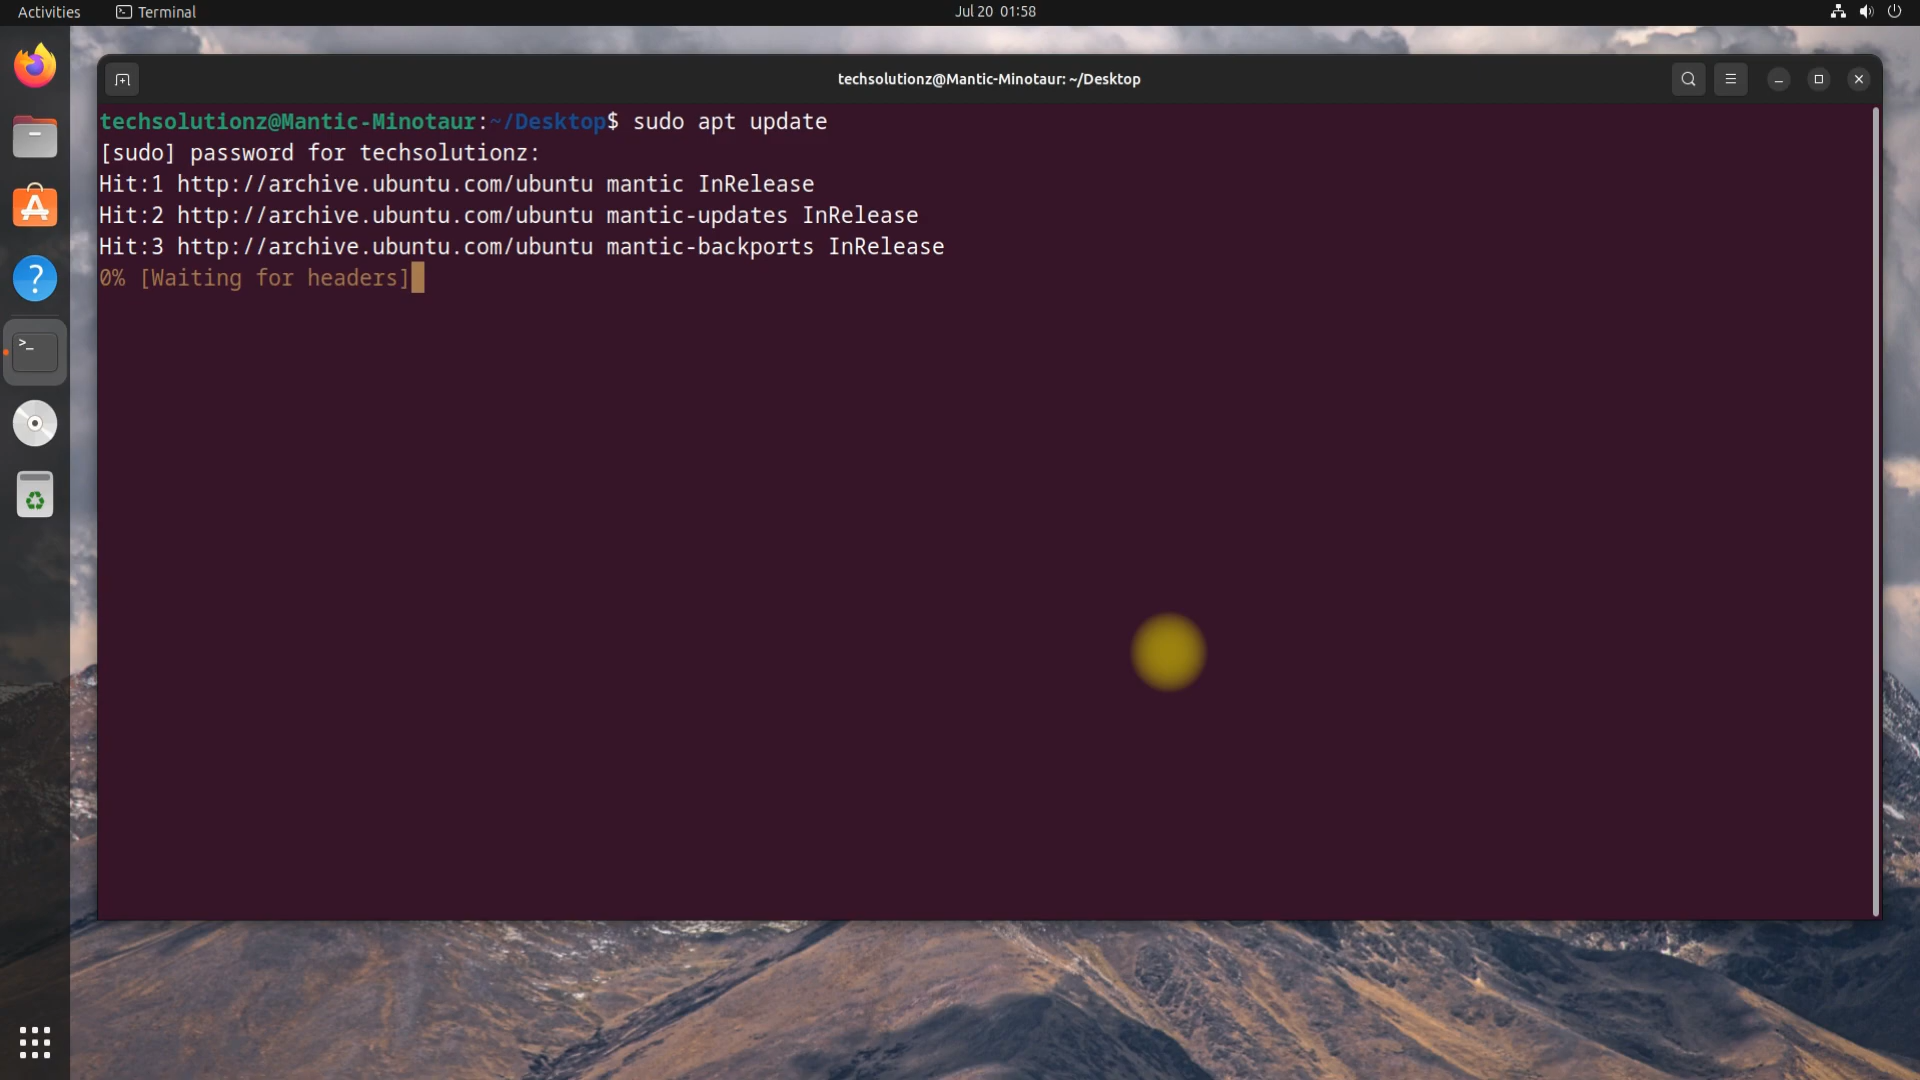 Activities Terminal Jul 20 01:58
techsolutionz@Mantic-Minotaur: ~/Desktop
techsolutionz@Mantic-Minotaur:~/Desktop$ sudo apt update
[sudo] password for techsolutionz:
Hit:1 http://archive.ubuntu.com/ubuntu mantic InRelease
Hit:2 http://archive.ubuntu.com/ubuntu mantic-updates InRelease
Hit:3 http://archive.ubuntu.com/ubuntu mantic-backports InRelease
0% [Waiting for headers]